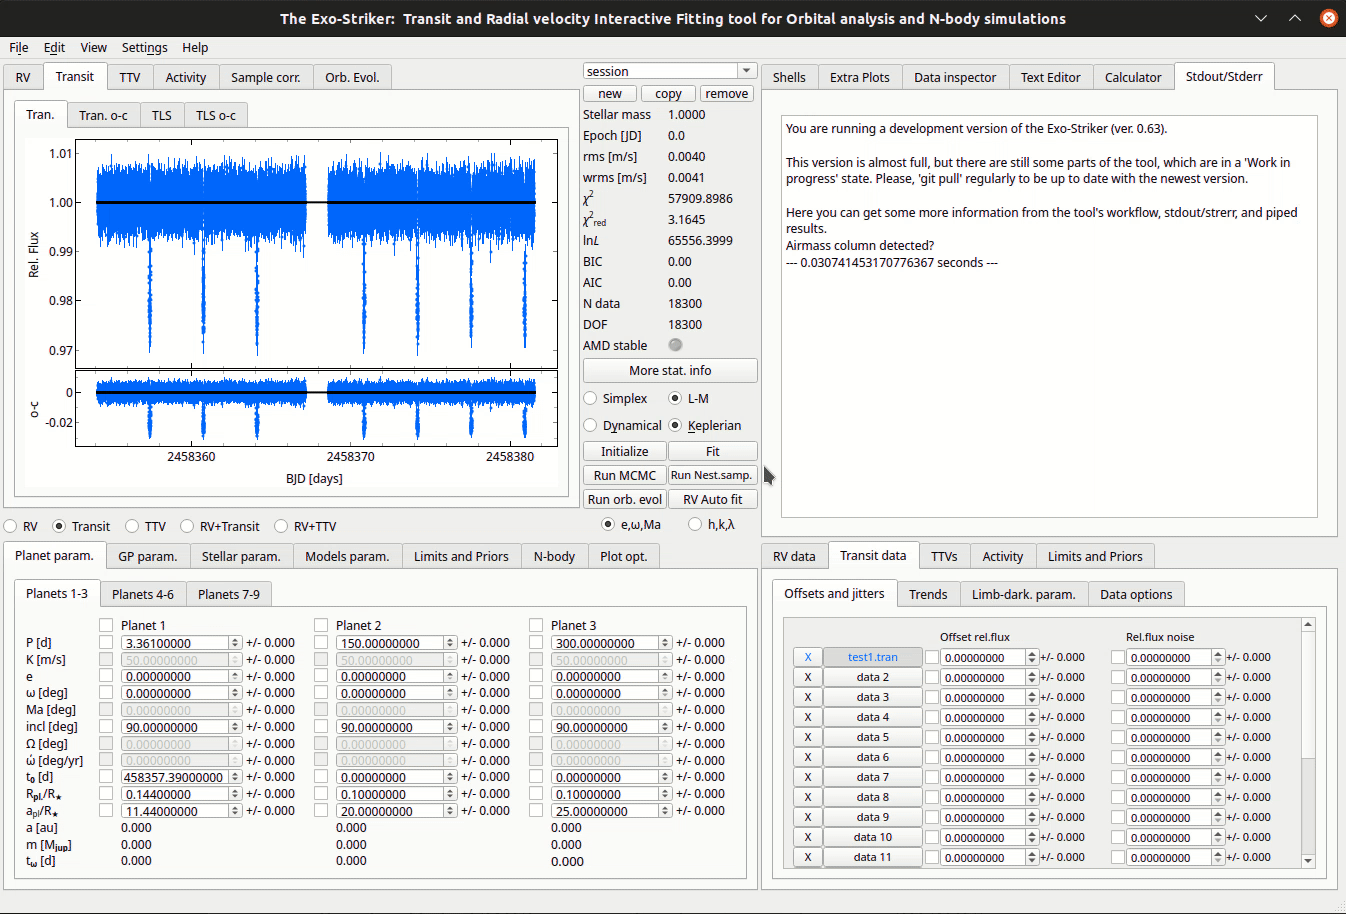 The Exo-Striker: Transit and Radial velocity Interactive Fitting tool for Orbital analysis and N-body simulations
File Edit View Settings Help
RV Transit TTV Activity Sample corr. Orb. Evol.
Tran. Tran. o-c TLS TLS o-c
1.01
1.00
0.99
0.98
0.97
Rel. Flux
0
-0.02
o-c
2458360 2458370 2458380
BJD [days]
session
new copy remove
Stellar mass 1.0000
Epoch [JD] 0.0
rms [m/s] 0.0040
wrms [m/s] 0.0041
χ² 57909.8986
χ²red 3.1645
lnL 65556.3999
BIC 0.00
AIC 0.00
N data 18300
DOF 18300
AMD stable
More stat. info
Simplex L-M
Dynamical Keplerian
Initialize Fit
Run MCMC Run Nest.samp.
Run orb. evol RV Auto fit
e,ω,Ma h,k,λ
Shells Extra Plots Data inspector Text Editor Calculator Stdout/Stderr
You are running a development version of the Exo-Striker (ver. 0.63).
This version is almost full, but there are still some parts of the tool, which are in a 'Work in
progress' state. Please, 'git pull' regularly to be up to date with the newest version.
Here you can get some more information from the tool's workflow, stdout/strerr, and piped
results.
Airmass column detected?
--- 0.030741453170776367 seconds ---
RV Transit TTV RV+Transit RV+TTV
Planet param. GP param. Stellar param. Models param. Limits and Priors N-body Plot opt.
Planets 1-3 Planets 4-6 Planets 7-9
Planet 1 Planet 2 Planet 3
P [d] 3.36100000 +/- 0.000 150.00000000 +/- 0.000 300.00000000 +/- 0.000
K [m/s] 50.00000000 +/- 0.000 50.00000000 +/- 0.000 50.00000000 +/- 0.000
e 0.00000000 +/- 0.000 0.00000000 +/- 0.000 0.00000000 +/- 0.000
ω [deg] 0.00000000 +/- 0.000 0.00000000 +/- 0.000 0.00000000 +/- 0.000
Ma [deg] 0.00000000 +/- 0.000 0.00000000 +/- 0.000 0.00000000 +/- 0.000
incl [deg] 90.00000000 +/- 0.000 90.00000000 +/- 0.000 90.00000000 +/- 0.000
Ω [deg] 0.00000000 +/- 0.000 0.00000000 +/- 0.000 0.00000000 +/- 0.000
ώ [deg/yr] 0.00000000 +/- 0.000 0.00000000 +/- 0.000 0.00000000 +/- 0.000
t₀ [d] 458357.39000000 +/- 0.000 0.00000000 +/- 0.000 0.00000000 +/- 0.000
Rpl./R★ 0.14400000 +/- 0.000 0.10000000 +/- 0.000 0.10000000 +/- 0.000
apl/R★ 11.44000000 +/- 0.000 20.00000000 +/- 0.000 25.00000000 +/- 0.000
a [au] 0.000 0.000 0.000
m [Mjup] 0.000 0.000 0.000
tω [d] 0.000 0.000 0.000
RV data Transit data TTVs Activity Limits and Priors
Offsets and jitters Trends Limb-dark. param. Data options
Offset rel.flux Rel.flux noise
X test1.tran 0.00000000 +/- 0.000 0.00000000 +/- 0.000
X data 2 0.00000000 +/- 0.000 0.00000000 +/- 0.000
X data 3 0.00000000 +/- 0.000 0.00000000 +/- 0.000
X data 4 0.00000000 +/- 0.000 0.00000000 +/- 0.000
X data 5 0.00000000 +/- 0.000 0.00000000 +/- 0.000
X data 6 0.00000000 +/- 0.000 0.00000000 +/- 0.000
X data 7 0.00000000 +/- 0.000 0.00000000 +/- 0.000
X data 8 0.00000000 +/- 0.000 0.00000000 +/- 0.000
X data 9 0.00000000 +/- 0.000 0.00000000 +/- 0.000
X data 10 0.00000000 +/- 0.000 0.00000000 +/- 0.000
X data 11 0.00000000 +/- 0.000 0.00000000 +/- 0.000